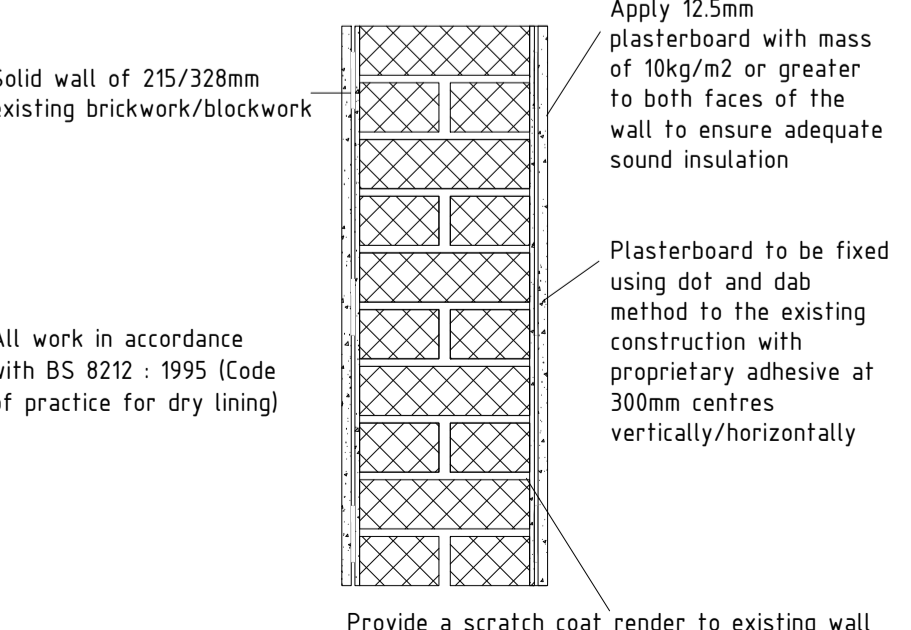 Apply 12.5mm
plasterboard with mass
of 10kg/m2 or greater
to both faces of the
wall to ensure adequate
sound insulation
Solid wall of 215/328mm
existing brickwork/blockwork
Plasterboard to be fixed
using dot and dab
method to the existing
construction with
proprietary adhesive at
300mm centres
vertically/horizontally
All work in accordance
with BS 8212 : 1995 (Code
of practice for dry lining)
Provide a scratch coat render to existing wall